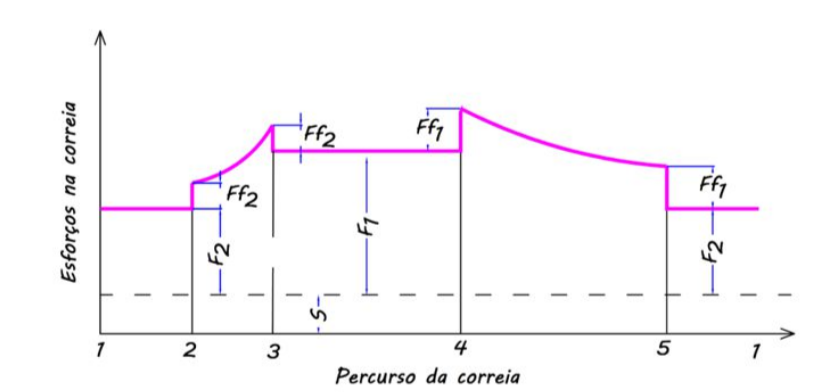 Esforços na correia
Ff2
Ff2
F2
F1
Ff1
Ff1
F2
S
1 2 3 4 5 1
Percurso da correia